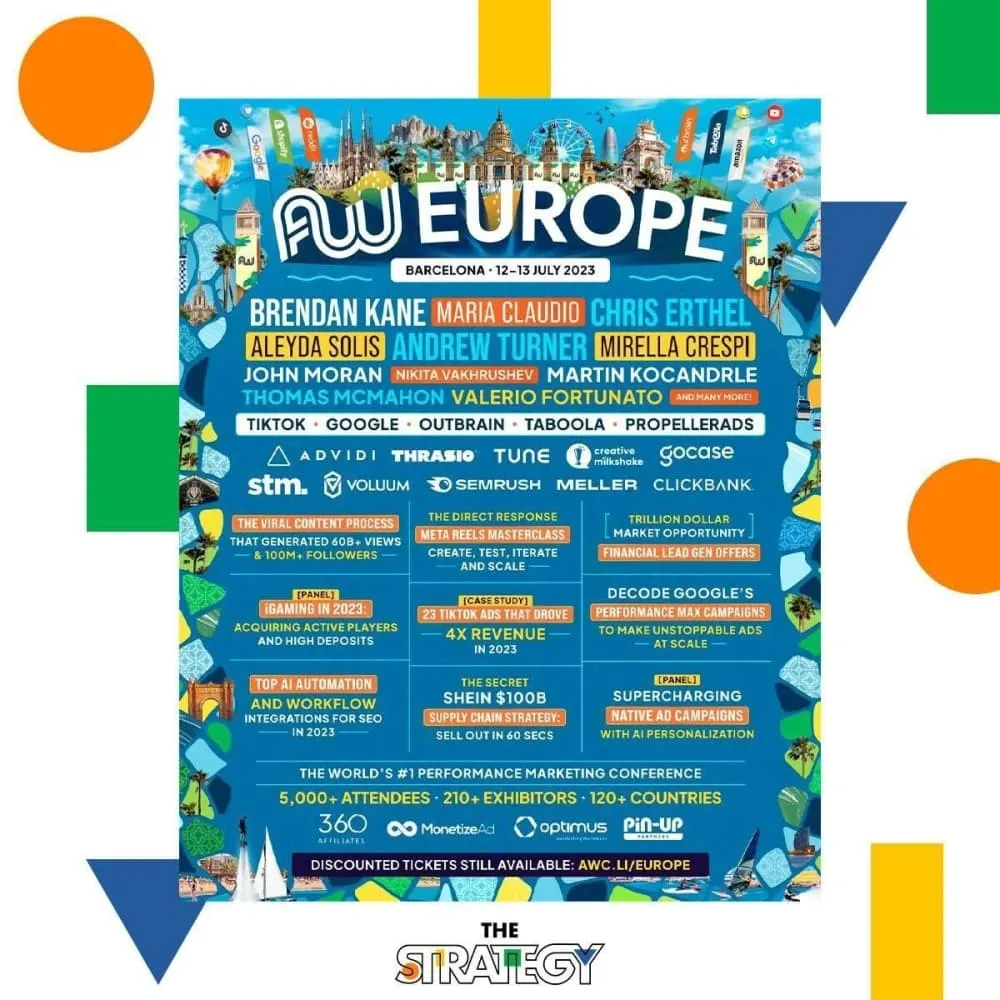 Google
shopify
reddit
Outbrain
Taboola
amazon
AW EUROPE
BARCELONA · 12–13 JULY 2023
BRENDAN KANE MARIA CLAUDIO CHRIS ERTHEL
ALEYDA SOLIS ANDREW TURNER MIRELLA CRESPI
JOHN MORAN NIKITA VAKHRUSHEV MARTIN KOCANDRLE
THOMAS MCMAHON VALERIO FORTUNATO AND MANY MORE!
TIKTOK • GOOGLE • OUTBRAIN • TABOOLA • PROPELLERADS
ADVIDI THRASIO TUNE creative milkshake gocase
stm. VOLUUM SEMRUSH MELLER CLICKBANK
THE VIRAL CONTENT PROCESS
THAT GENERATED 60B+ VIEWS
& 100M+ FOLLOWERS
THE DIRECT RESPONSE
META REELS MASTERCLASS
CREATE, TEST, ITERATE
AND SCALE
TRILLION DOLLAR
MARKET OPPORTUNITY
FINANCIAL LEAD GEN OFFERS
[PANEL]
iGAMING IN 2023:
ACQUIRING ACTIVE PLAYERS
AND HIGH DEPOSITS
[CASE STUDY]
23 TIKTOK ADS THAT DROVE
4X REVENUE
IN 2023
DECODE GOOGLE'S
PERFORMANCE MAX CAMPAIGNS
TO MAKE UNSTOPPABLE ADS
AT SCALE
TOP AI AUTOMATION
AND WORKFLOW
INTEGRATIONS FOR SEO
IN 2023
THE SECRET
SHEIN $100B
SUPPLY CHAIN STRATEGY:
SELL OUT IN 60 SECS
[PANEL]
SUPERCHARGING
NATIVE AD CAMPAIGNS
WITH AI PERSONALIZATION
THE WORLD'S #1 PERFORMANCE MARKETING CONFERENCE
5,000+ ATTENDEES · 210+ EXHIBITORS · 120+ COUNTRIES
360 AFFILIATES MonetizeAd optimus PIN-UP PARTNERS
DISCOUNTED TICKETS STILL AVAILABLE: AWC.LI/EUROPE
THE
STRATEGY